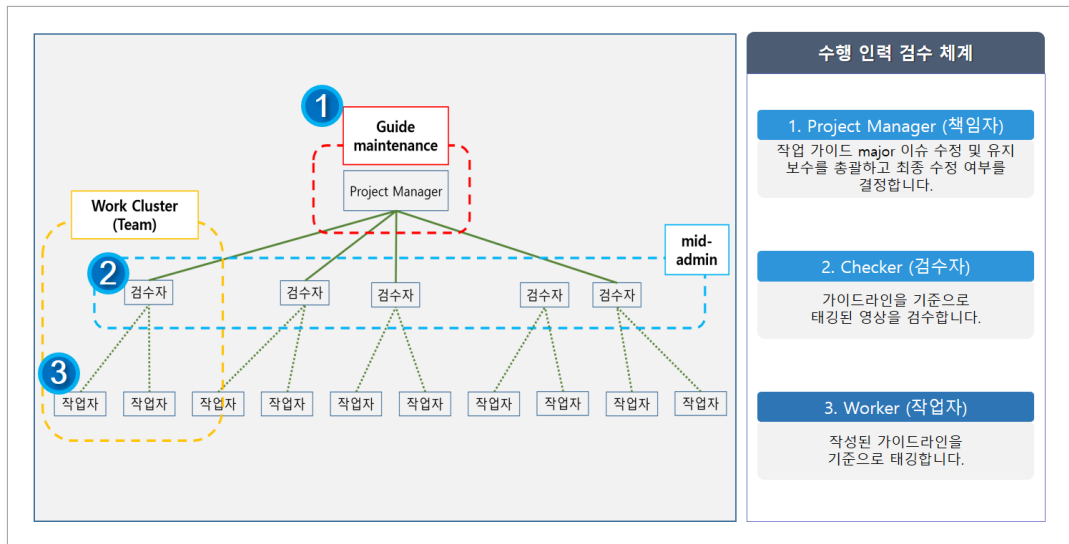 1
Guide
maintenance
Project Manager
Work Cluster
(Team)
mid-
admin
2
검수자 검수자 검수자 검수자 검수자
3
작업자 작업자 작업자 작업자 작업자 작업자 작업자 작업자 작업자 작업자
수행 인력 검수 체계
1. Project Manager (책임자)
작업 가이드 major 이슈 수정 및 유지
보수를 총괄하고 최종 수정 여부를
결정합니다.
2. Checker (검수자)
가이드라인을 기준으로
태깅된 영상을 검수합니다.
3. Worker (작업자)
작성된 가이드라인을
기준으로 태깅합니다.